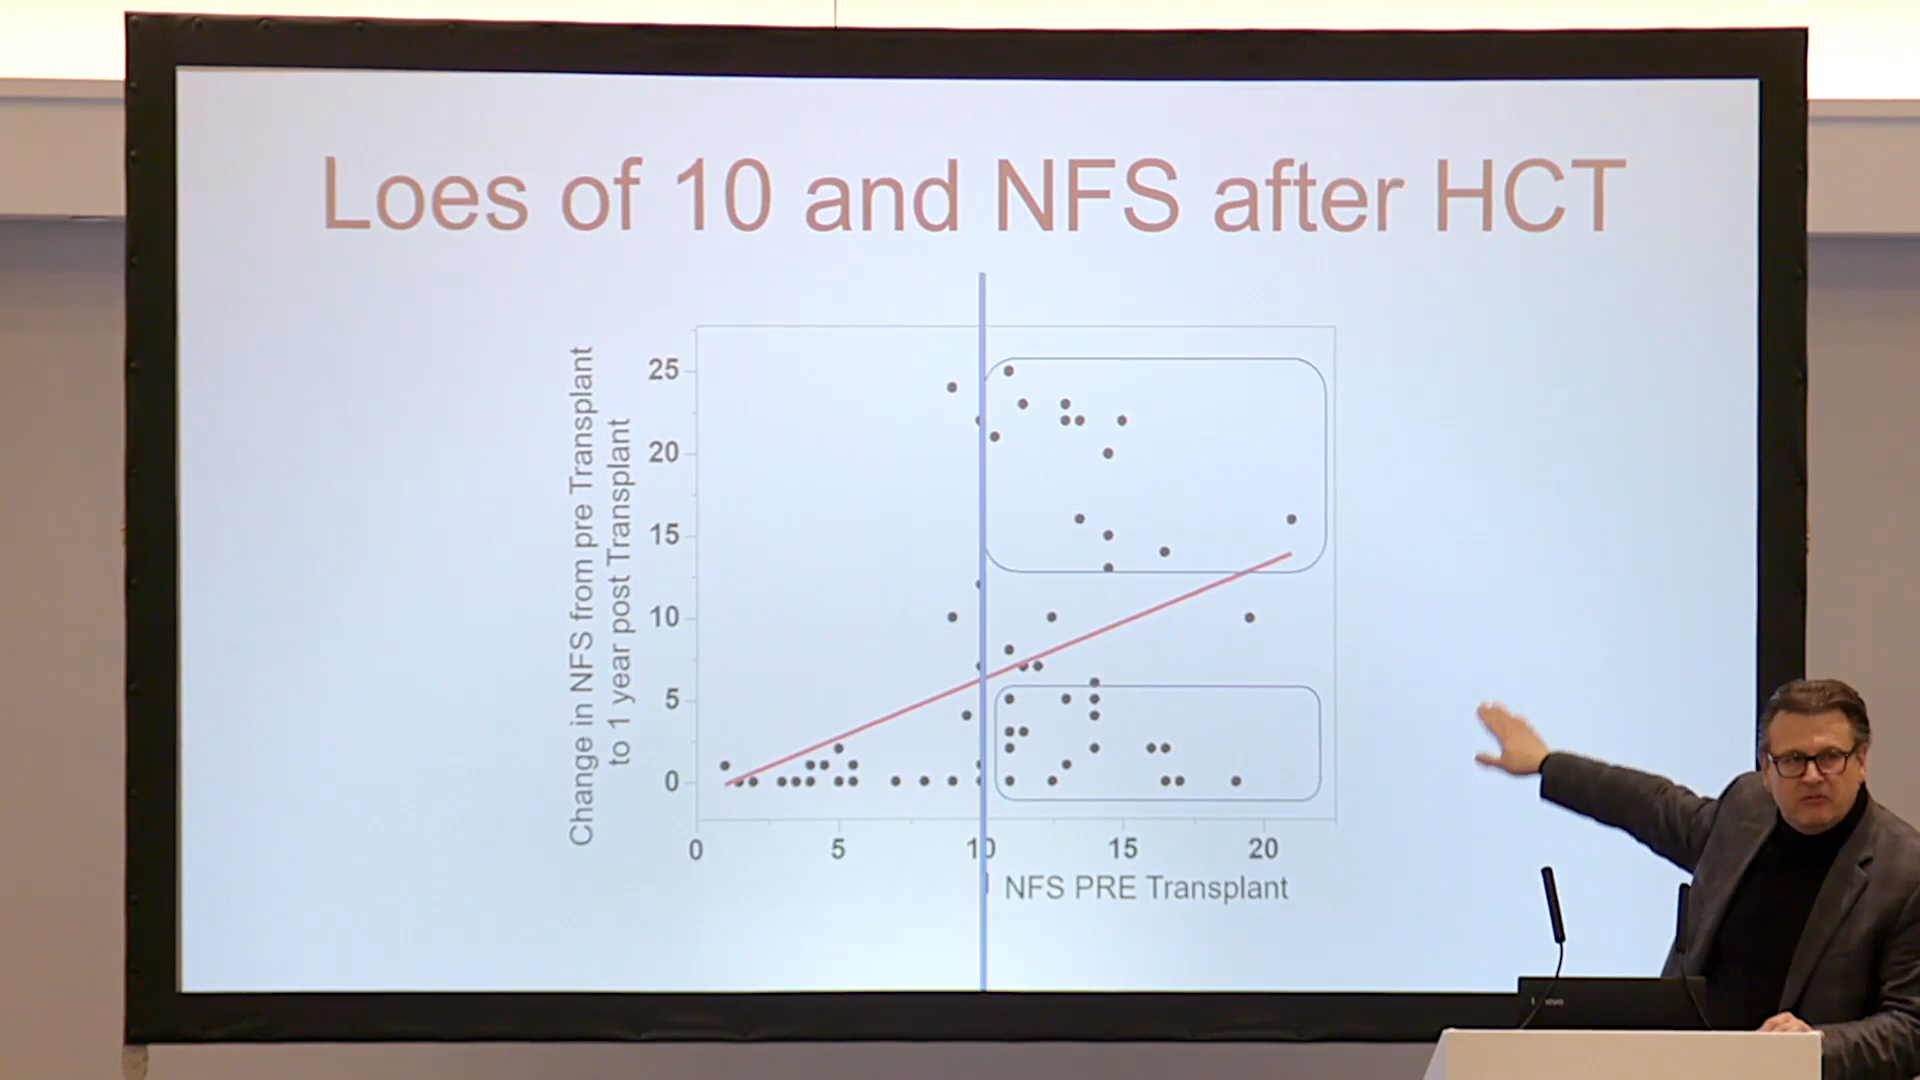 Loes of 10 and NFS after HCT
Change in NFS from pre Transplant
to 1 year post Transplant
25
20
15
10
5
0
0
5
10
15
20
NFS PRE Transplant